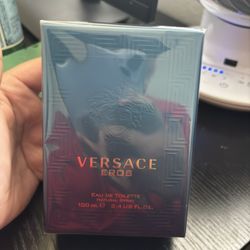 VERSACE
EROS
EAU DE TOILETTE
NATURAL SPRAY
100 ml ℮ 3.4 US FL.OZ.